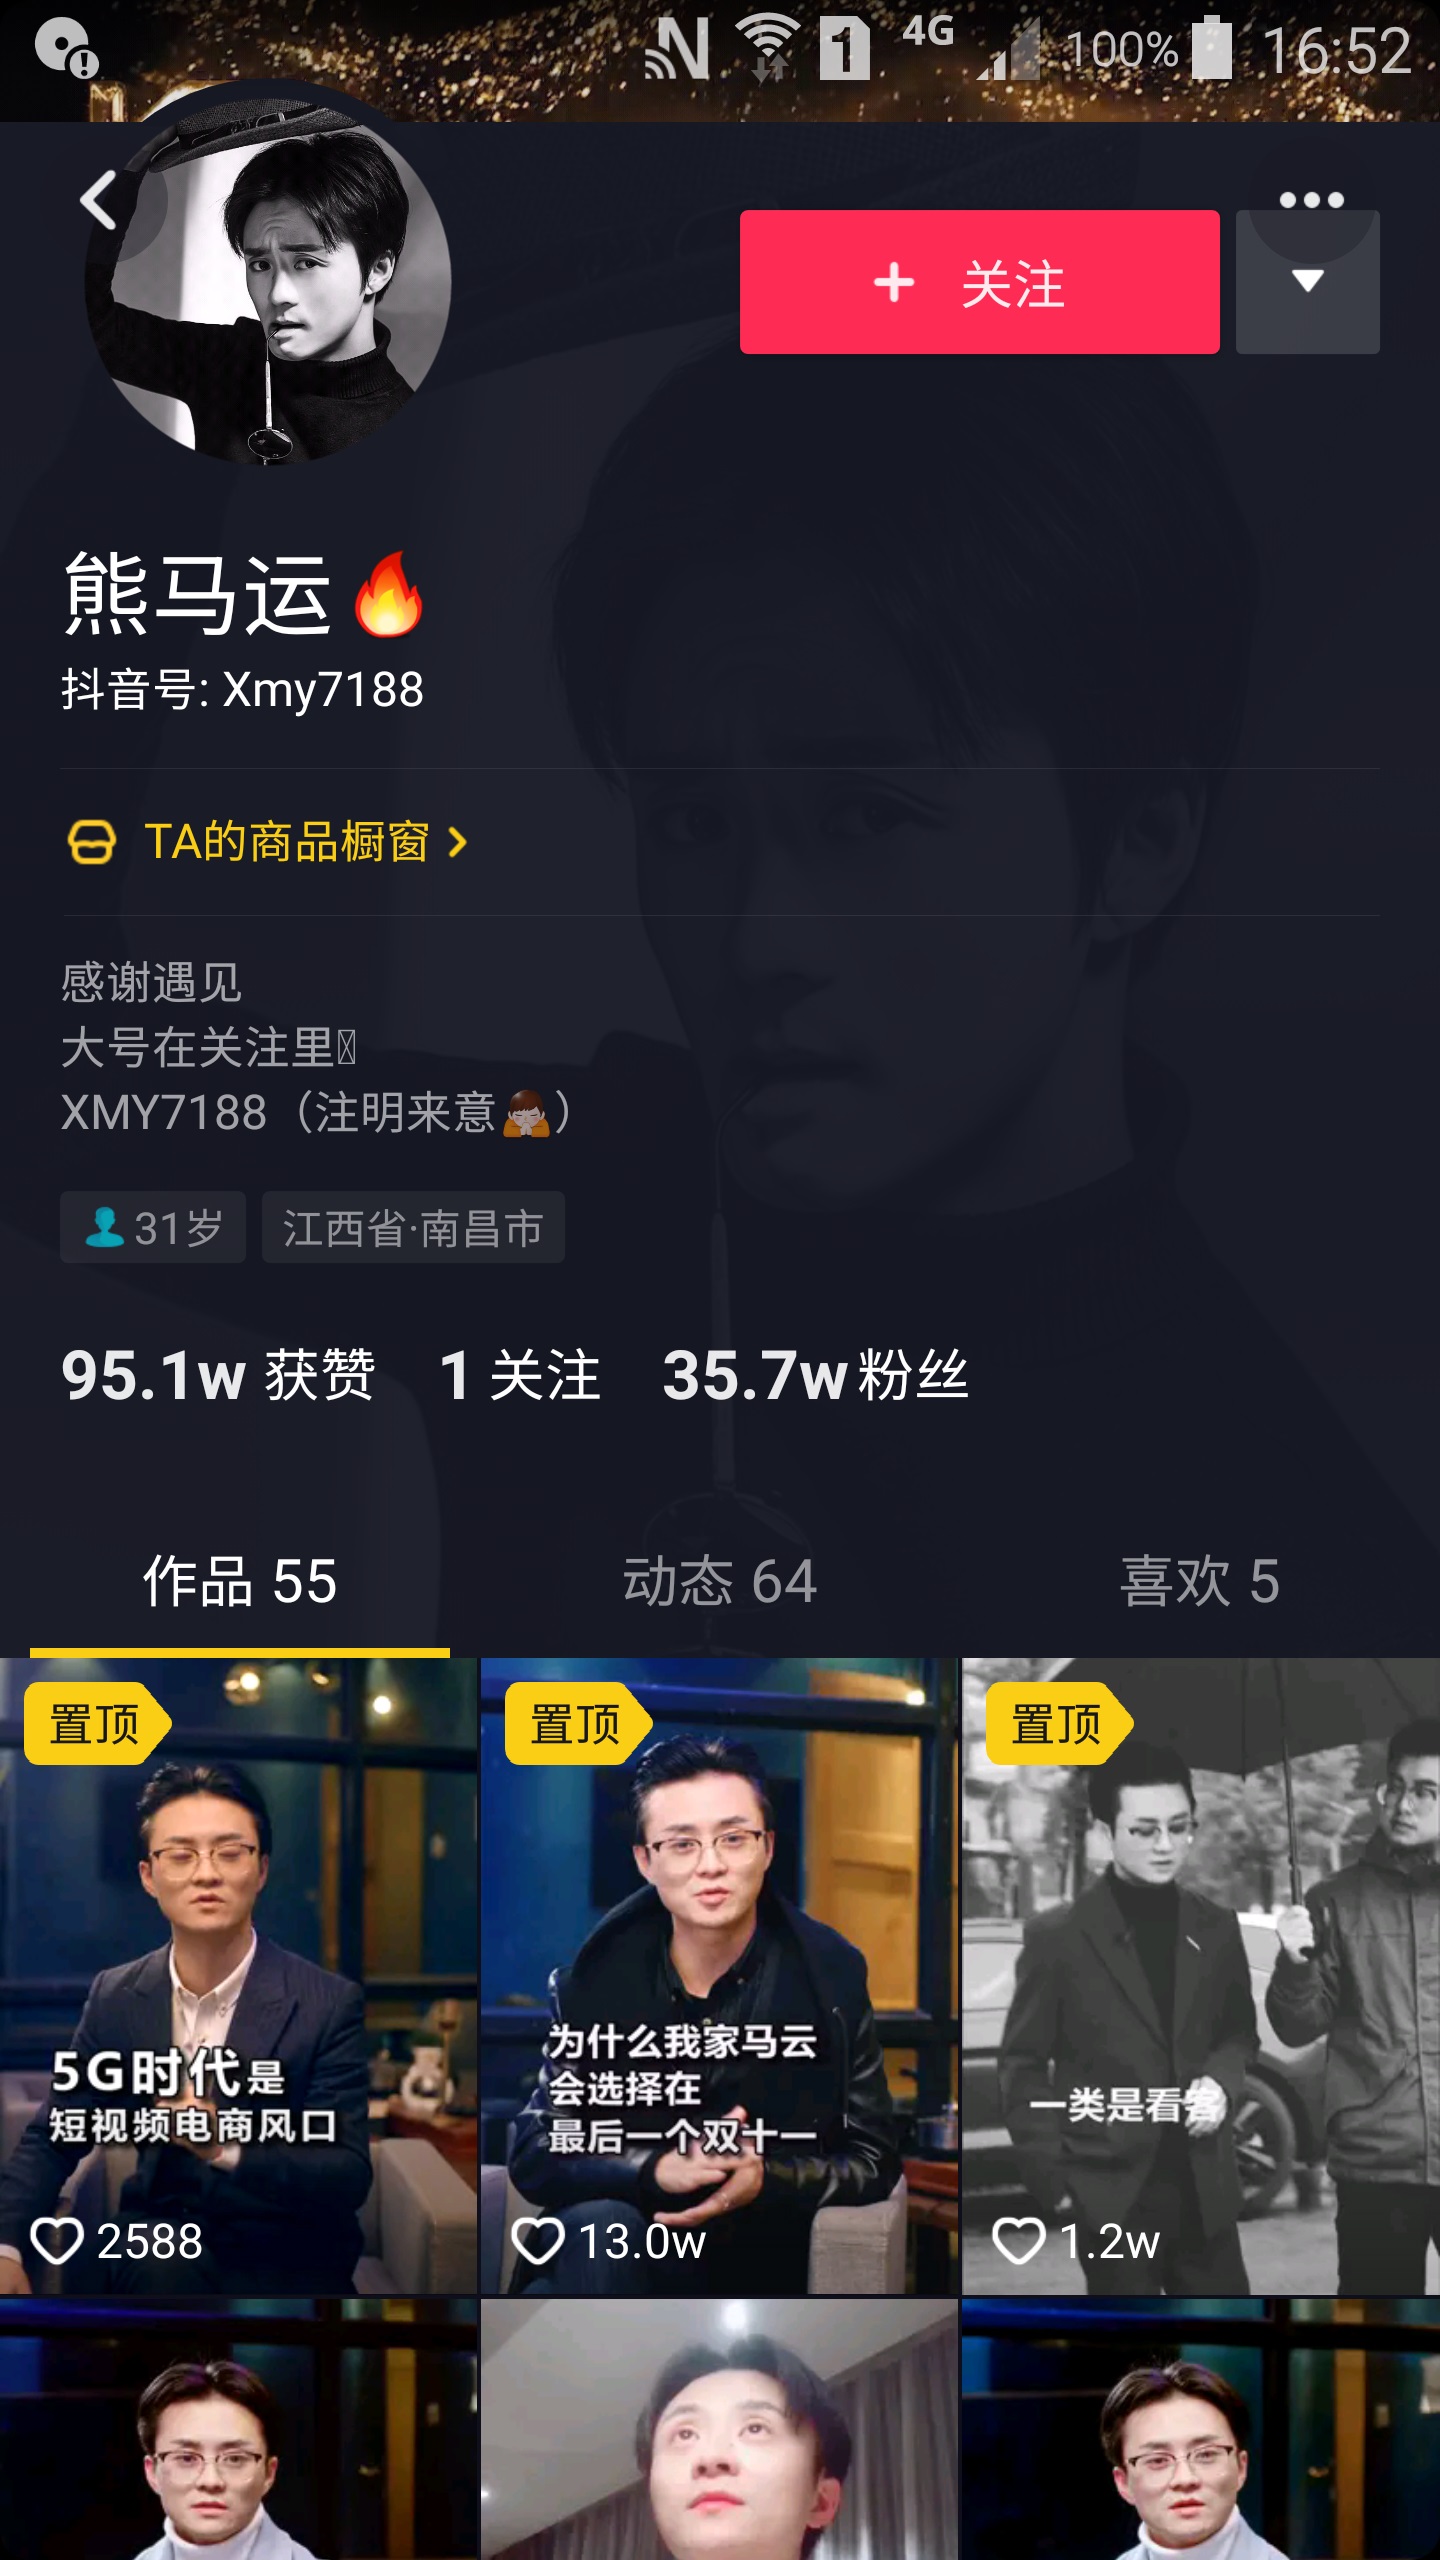 4G 100% 16:52
1
+ 关注
熊马运🔥
抖音号: Xmy7188
TA的商品橱窗
感谢遇见
大号在关注里
XMY7188（注明来意🙏）
31岁 江西省·南昌市
95.1w 获赞 1 关注 35.7w 粉丝
作品 55 动态 64 喜欢 5
置顶 置顶 置顶
5G时代是
短视频电商风口
2588
为什么我家马云
会选择在
最后一个双十一
13.0w
一类是看客
1.2w